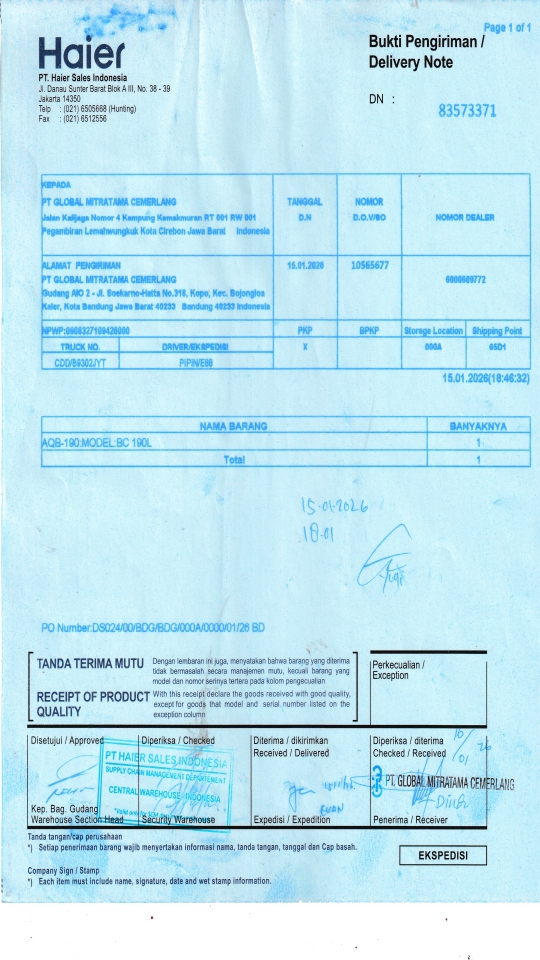 Page 1 of 1
Haier
Bukti Pengiriman /
Delivery Note
PT. Haier Sales Indonesia
Jl. Danau Sunter Barat Blok A III, No. 38 - 39
Jakarta 14350
Telp : (021) 6505668 (Hunting)
Fax : (021) 6512556
DN :
83573371
KEPADA
PT GLOBAL MITRATAMA CEMERLANG
Jalan Kalijaga Nomor 4 Kampung Kamakmuran RT 001 RW 001
Pegambiran Lemahwungkuk Kota Cirebon Jawa Barat Indonesia
TANGGAL
D.N
NOMOR
D.O.V/SO
NOMOR DEALER
ALAMAT PENGIRIMAN
PT GLOBAL MITRATAMA CEMERLANG
Gudang AIO 2 - Jl. Soekarno-Hatta No.318, Kopo, Kec. Bojongloa
Kaler, Kota Bandung Jawa Barat 40233 Bandung 40233 Indonesia
15.01.2026
10565677
NPWP:
PKP
BPKP
Storage Location
Shipping Point
TRUCK NO.
DRIVER/EKSPEDISI
X
000A
65D1
PIPIN/EBB
15.01.2026(18:46:32)
NAMA BARANG
BANYAKNYA
AQB-190:MODEL:BC 190L
1
Total
1
15-01-2026
PO Number:DS024/00/BDG/BDG/000A/0000/01/26 BD
TANDA TERIMA MUTU
Dengan lembaran ini juga, menyatakan bahwa barang yang diterima
tidak bermasalah secara manajemen mutu, kecuali barang yang
model dan nomor serinya tertera pada kolom pengecualian
RECEIPT OF PRODUCT
QUALITY
With this receipt declare the goods received with good quality,
except for goods that model and serial number listed on the
exception column
Perkecualian /
Exception
Disetujui / Approved
Diperiksa / Checked
Diterima / dikirimkan
Received / Delivered
Diperiksa / diterima
Checked / Received
10/01 26
PT HAIER SALES INDONESIA
SUPPLY CHAIN MANAGEMENT DEPARTEMENT
CENTRAL WAREHOUSE - INDONESIA
PT. GLOBAL MITRATAMA CEMERLANG
Kep. Bag. Gudang
Warehouse Section Head
Security Warehouse
Expedisi / Expedition
Penerima / Receiver
Tanda tangan/cap perusahaan
*) Setiap penerimaan barang wajib menyertakan informasi nama, tanda tangan, tanggal dan Cap basah.
EKSPEDISI
Company Sign / Stamp
*) Each item must include name, signature, date and wet stamp information.